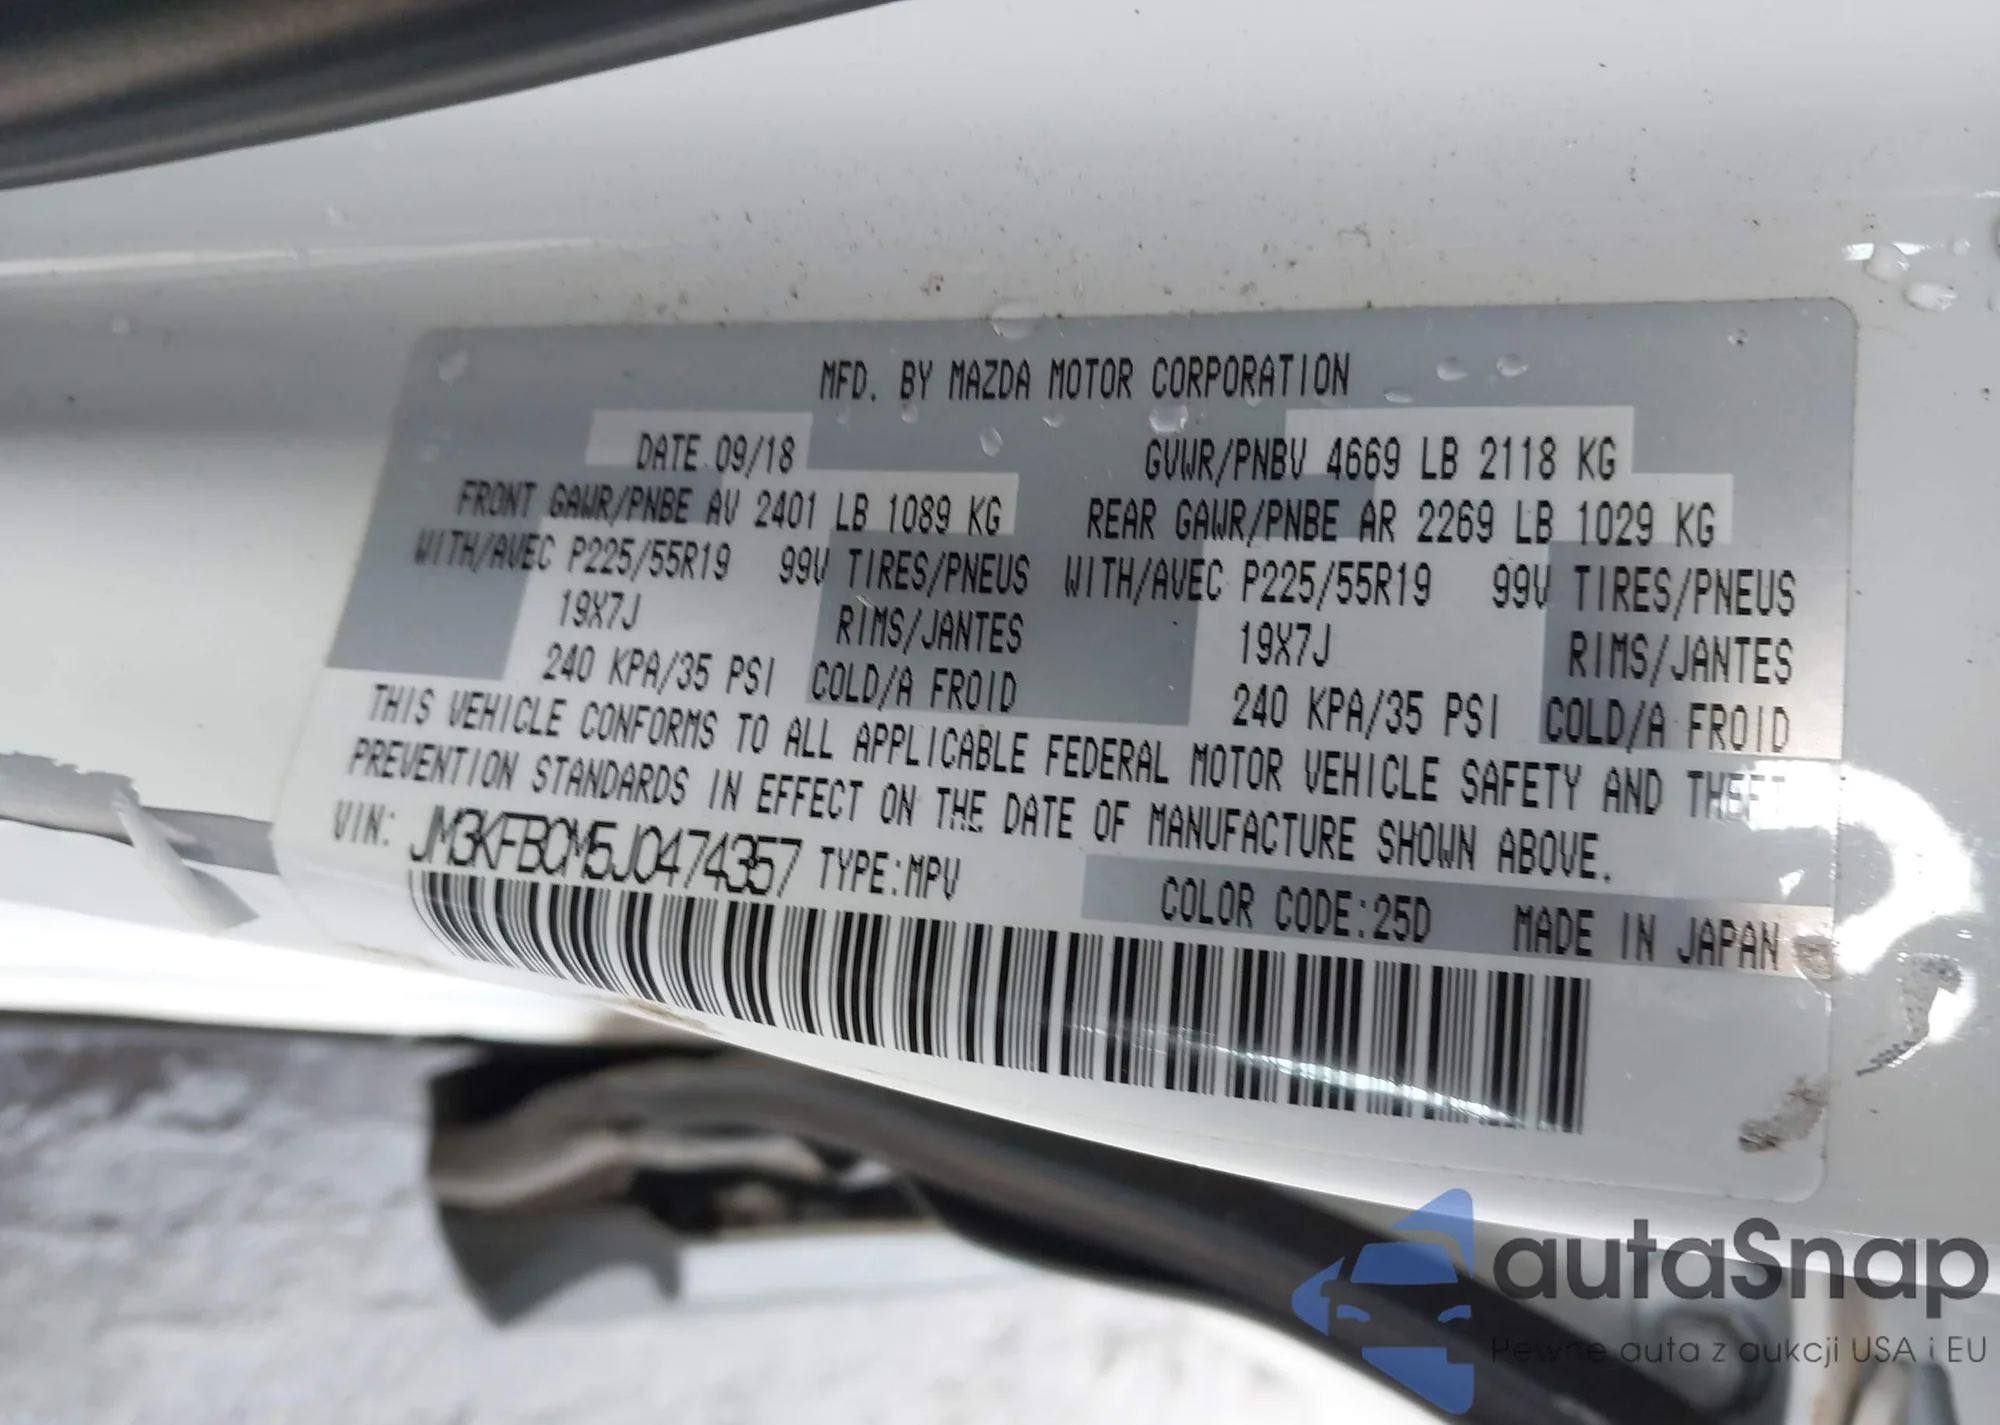 MFD. BY MAZDA MOTOR CORPORATION
DATE 09/18 GVWR/PNBV 4669 LB 2118 KG
FRONT GAWR/PNBE AV 2401 LB 1089 KG REAR GAWR/PNBE AR 2269 LB 1029 KG
WITH/AVEC P225/55R19 99V TIRES/PNEUS WITH/AVEC P225/55R19 99V TIRES/PNEUS
19X7J RIMS/JANTES 19X7J RIMS/JANTES
240 KPA/35 PSI COLD/A FROID 240 KPA/35 PSI COLD/A FROID
THIS VEHICLE CONFORMS TO ALL APPLICABLE FEDERAL MOTOR VEHICLE SAFETY AND THEFT
PREVENTION STANDARDS IN EFFECT ON THE DATE OF MANUFACTURE SHOWN ABOVE.
VIN: JM3KFBCM5J0474357 TYPE:MPV COLOR CODE:25D MADE IN JAPAN
autaSnap
Pewne auta z aukcji USA i EU